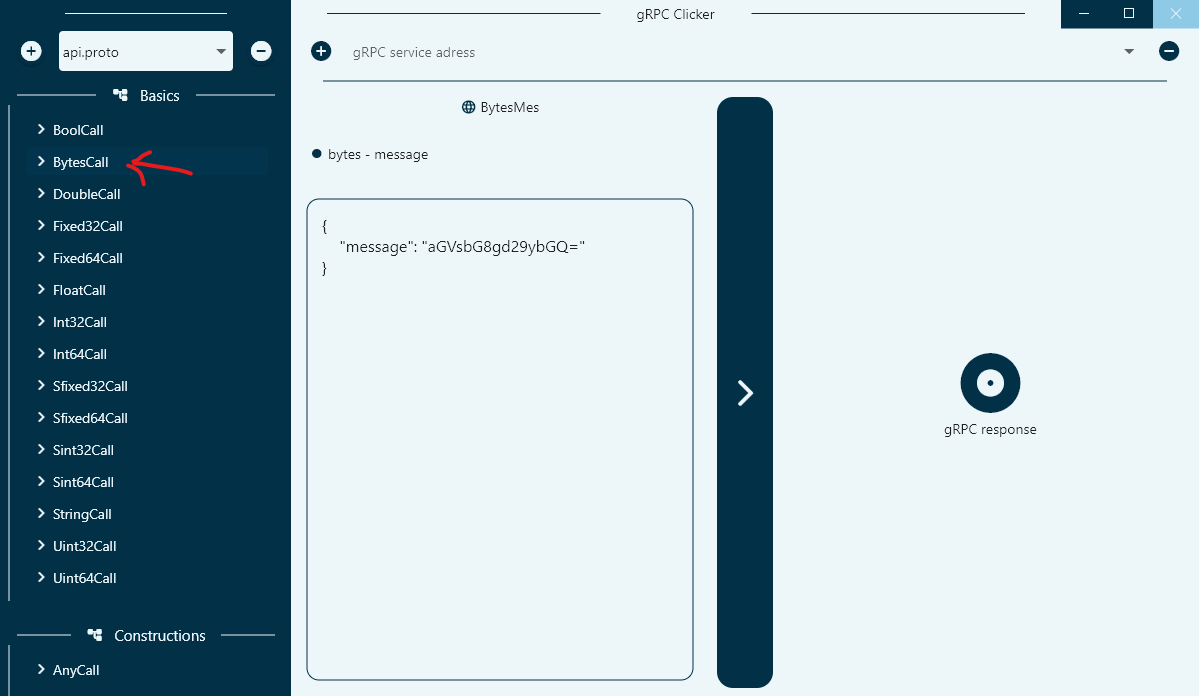 gRPC Clicker
api.proto
gRPC service adress
Basics
BoolCall
BytesCall
DoubleCall
Fixed32Call
Fixed64Call
FloatCall
Int32Call
Int64Call
Sfixed32Call
Sfixed64Call
Sint32Call
Sint64Call
StringCall
Uint32Call
Uint64Call
Constructions
AnyCall
BytesMes
bytes - message
{
"message": "aGVsbG8gd29ybGQ="
}
gRPC response